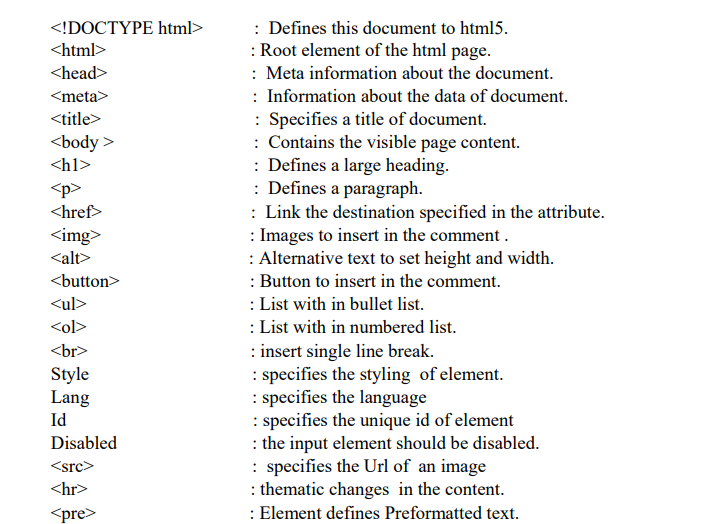 <!DOCTYPE html> : Defines this document to html5.
<html> : Root element of the html page.
<head> : Meta information about the document.
<meta> : Information about the data of document.
<title> : Specifies a title of document.
<body > : Contains the visible page content.
<h1> : Defines a large heading.
<p> : Defines a paragraph.
<href> : Link the destination specified in the attribute.
<img> : Images to insert in the comment .
<alt> : Alternative text to set height and width.
<button> : Button to insert in the comment.
<ul> : List with in bullet list.
<ol> : List with in numbered list.
<br> : insert single line break.
Style : specifies the styling of element.
Lang : specifies the language
Id : specifies the unique id of element
Disabled : the input element should be disabled.
<src> : specifies the Url of an image
<hr> : thematic changes in the content.
<pre> : Element defines Preformatted text.